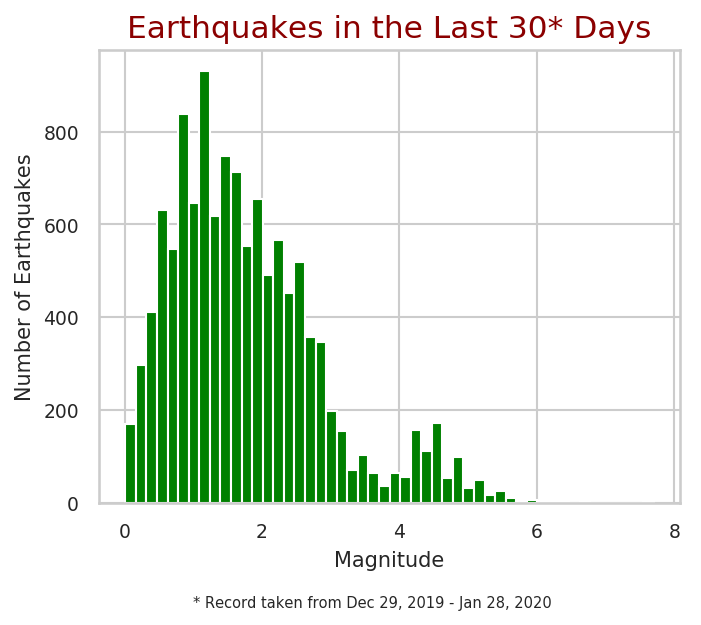 Earthquakes in the Last 30* Days
800
600
400
200
0
Number of Earthquakes
0 2 4 6 8
Magnitude
* Record taken from Dec 29, 2019 - Jan 28, 2020